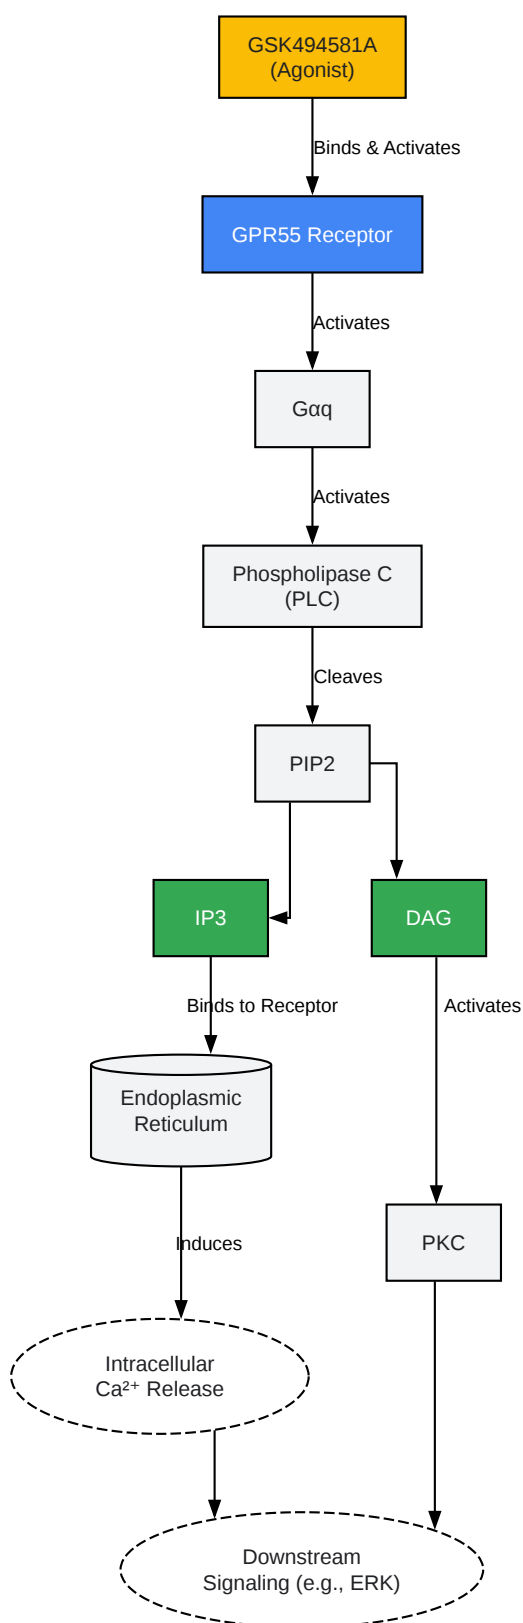 GSK494581A
(Agonist)
Binds & Activates
GPR55 Receptor
Activates
Gαq
Activates
Phospholipase C
(PLC)
Cleaves
PIP2
IP3
DAG
Binds to Receptor
Activates
Endoplasmic
Reticulum
PKC
Induces
Intracellular
Ca²⁺ Release
Downstream
Signaling (e.g., ERK)